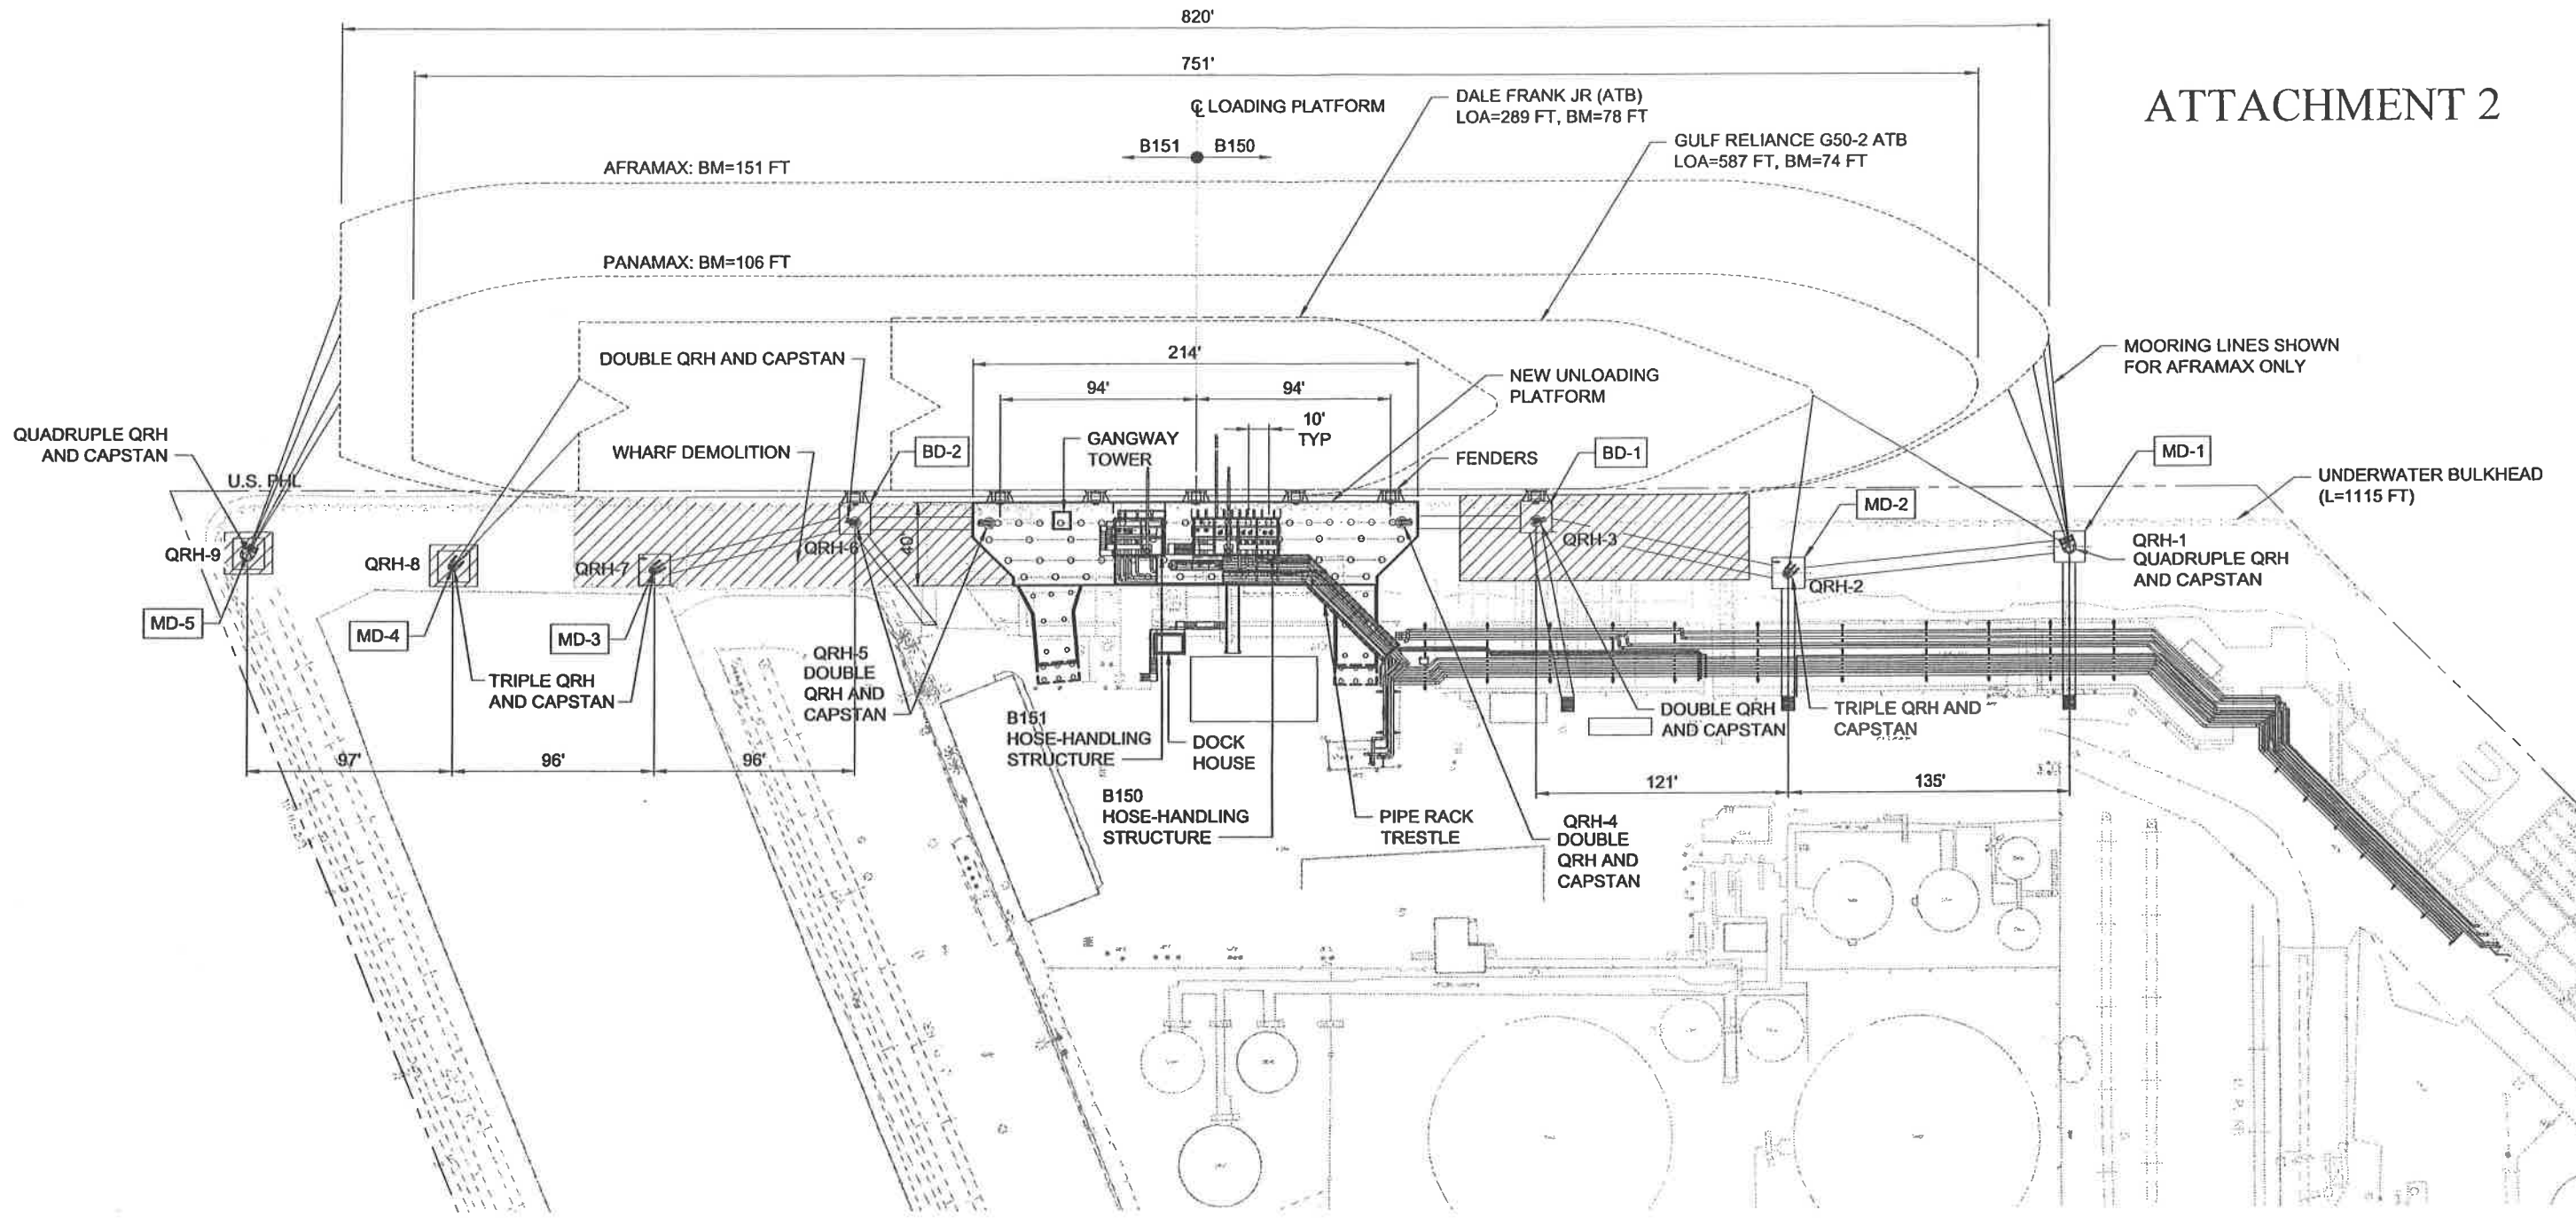 820'
751'
ATTACHMENT 2
℄ LOADING PLATFORM
B151
B150
DALE FRANK JR (ATB)
LOA=289 FT, BM=78 FT
GULF RELIANCE G50-2 ATB
LOA=587 FT, BM=74 FT
AFRAMAX: BM=151 FT
PANAMAX: BM=106 FT
DOUBLE QRH AND CAPSTAN
214'
94'
94'
10'
TYP
NEW UNLOADING
PLATFORM
MOORING LINES SHOWN
FOR AFRAMAX ONLY
QUADRUPLE QRH
AND CAPSTAN
WHARF DEMOLITION
BD-2
GANGWAY
TOWER
FENDERS
BD-1
MD-1
UNDERWATER BULKHEAD
(L=1115 FT)
U.S. PHL
MD-2
QRH-9
QRH-8
QRH-7
QRH-6
40'
QRH-3
QRH-2
QRH-1
QUADRUPLE QRH
AND CAPSTAN
MD-5
MD-4
MD-3
TRIPLE QRH
AND CAPSTAN
QRH-5
DOUBLE
QRH AND
CAPSTAN
B151
HOSE-HANDLING
STRUCTURE
DOCK
HOUSE
DOUBLE QRH
AND CAPSTAN
TRIPLE QRH AND
CAPSTAN
97'
96'
96'
121'
135'
B150
HOSE-HANDLING
STRUCTURE
PIPE RACK
TRESTLE
QRH-4
DOUBLE
QRH AND
CAPSTAN